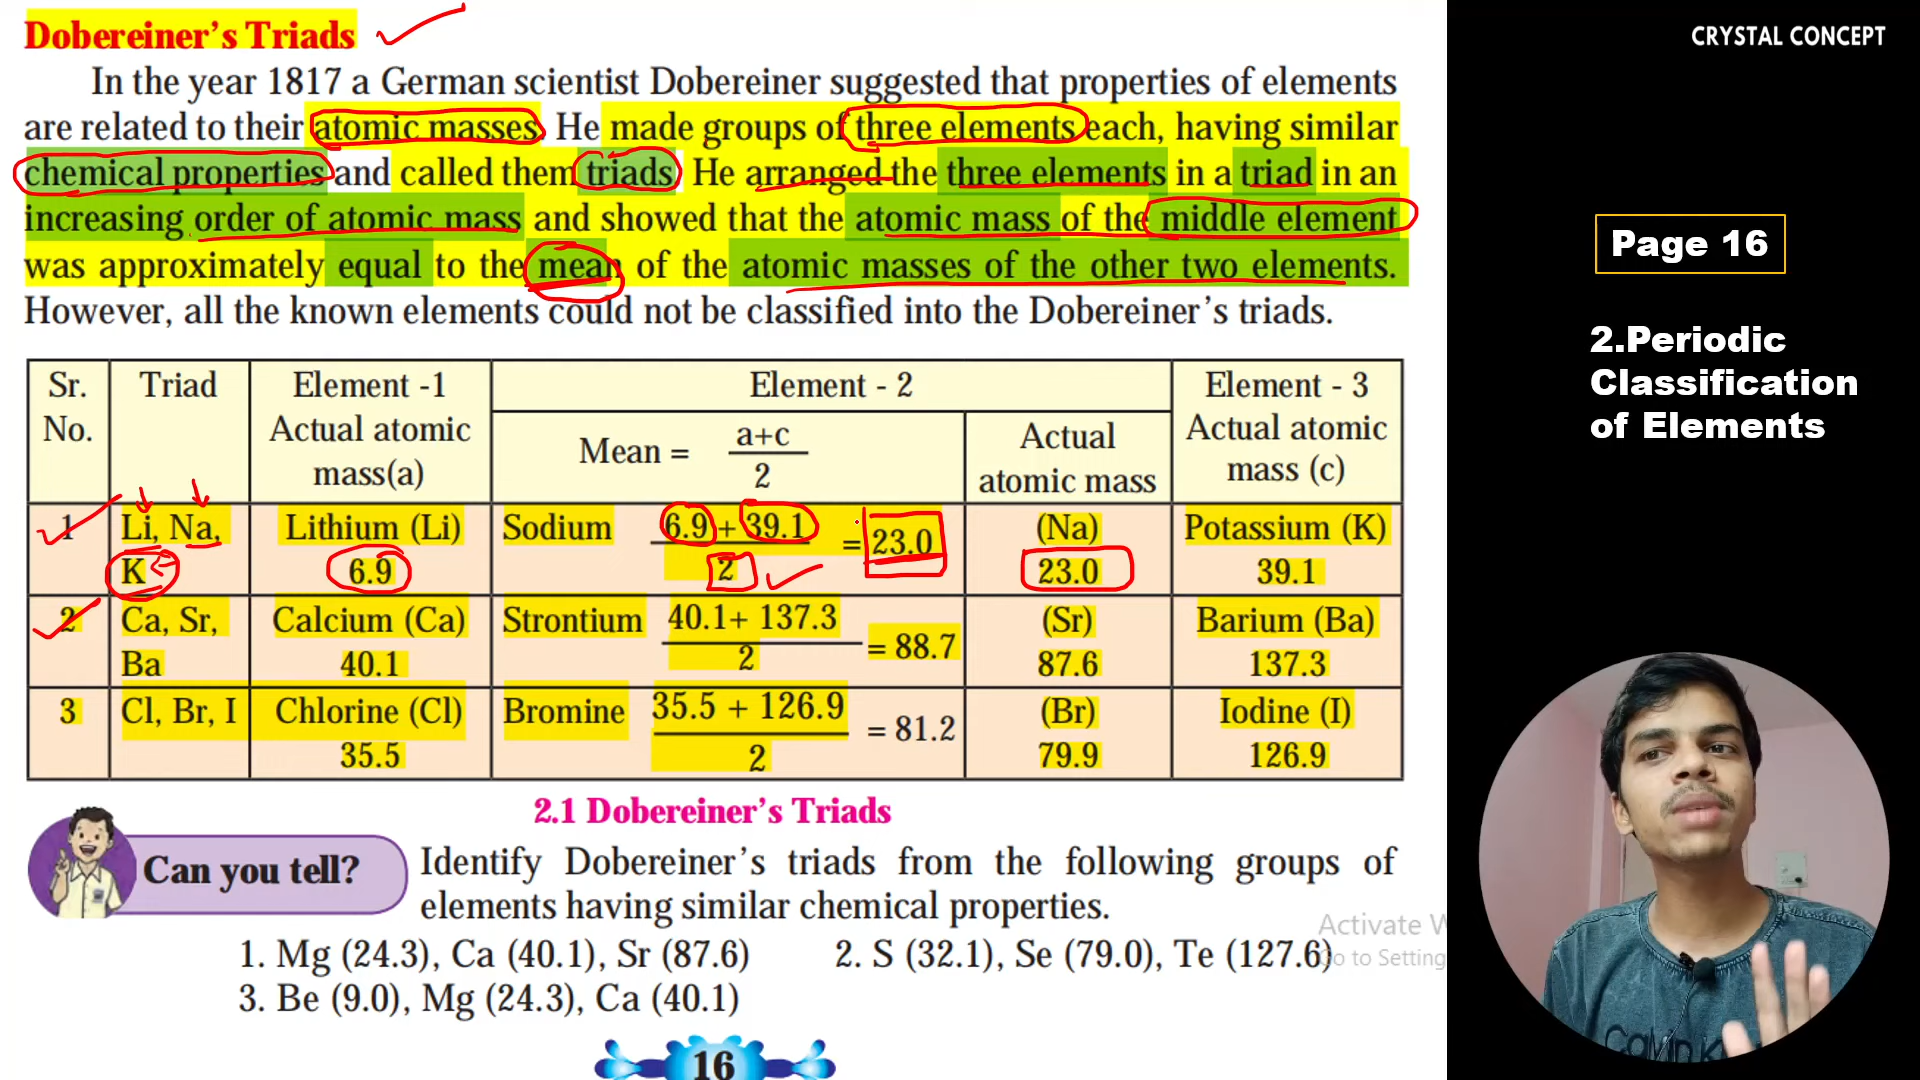 Dobereiner's Triads
In the year 1817 a German scientist Dobereiner suggested that properties of elements
are related to their atomic masses. He made groups of three elements each, having similar
chemical properties and called them triads. He arranged the three elements in a triad in an
increasing order of atomic mass and showed that the atomic mass of the middle element
was approximately equal to the mean of the atomic masses of the other two elements.
However, all the known elements could not be classified into the Dobereiner's triads.
Sr. No.
Triad
Element -1
Actual atomic
mass(a)
Element - 2
Mean = a+c
2
Actual
atomic mass
Element - 3
Actual atomic
mass (c)
1
Li, Na,
K
Lithium (Li)
6.9
Sodium 6.9 + 39.1
2
= 23.0
(Na)
23.0
Potassium (K)
39.1
2
Ca, Sr,
Ba
Calcium (Ca)
40.1
Strontium 40.1+ 137.3
2
= 88.7
(Sr)
87.6
Barium (Ba)
137.3
3
Cl, Br, I
Chlorine (Cl)
35.5
Bromine 35.5 + 126.9
2
= 81.2
(Br)
79.9
Iodine (I)
126.9
2.1 Dobereiner's Triads
Can you tell?
Identify Dobereiner's triads from the following groups of
elements having similar chemical properties.
1. Mg (24.3), Ca (40.1), Sr (87.6)
2. S (32.1), Se (79.0), Te (127.6)
3. Be (9.0), Mg (24.3), Ca (40.1)
16
Activate W
to Setting
CRYSTAL CONCEPT
Page 16
2.Periodic
Classification
of Elements